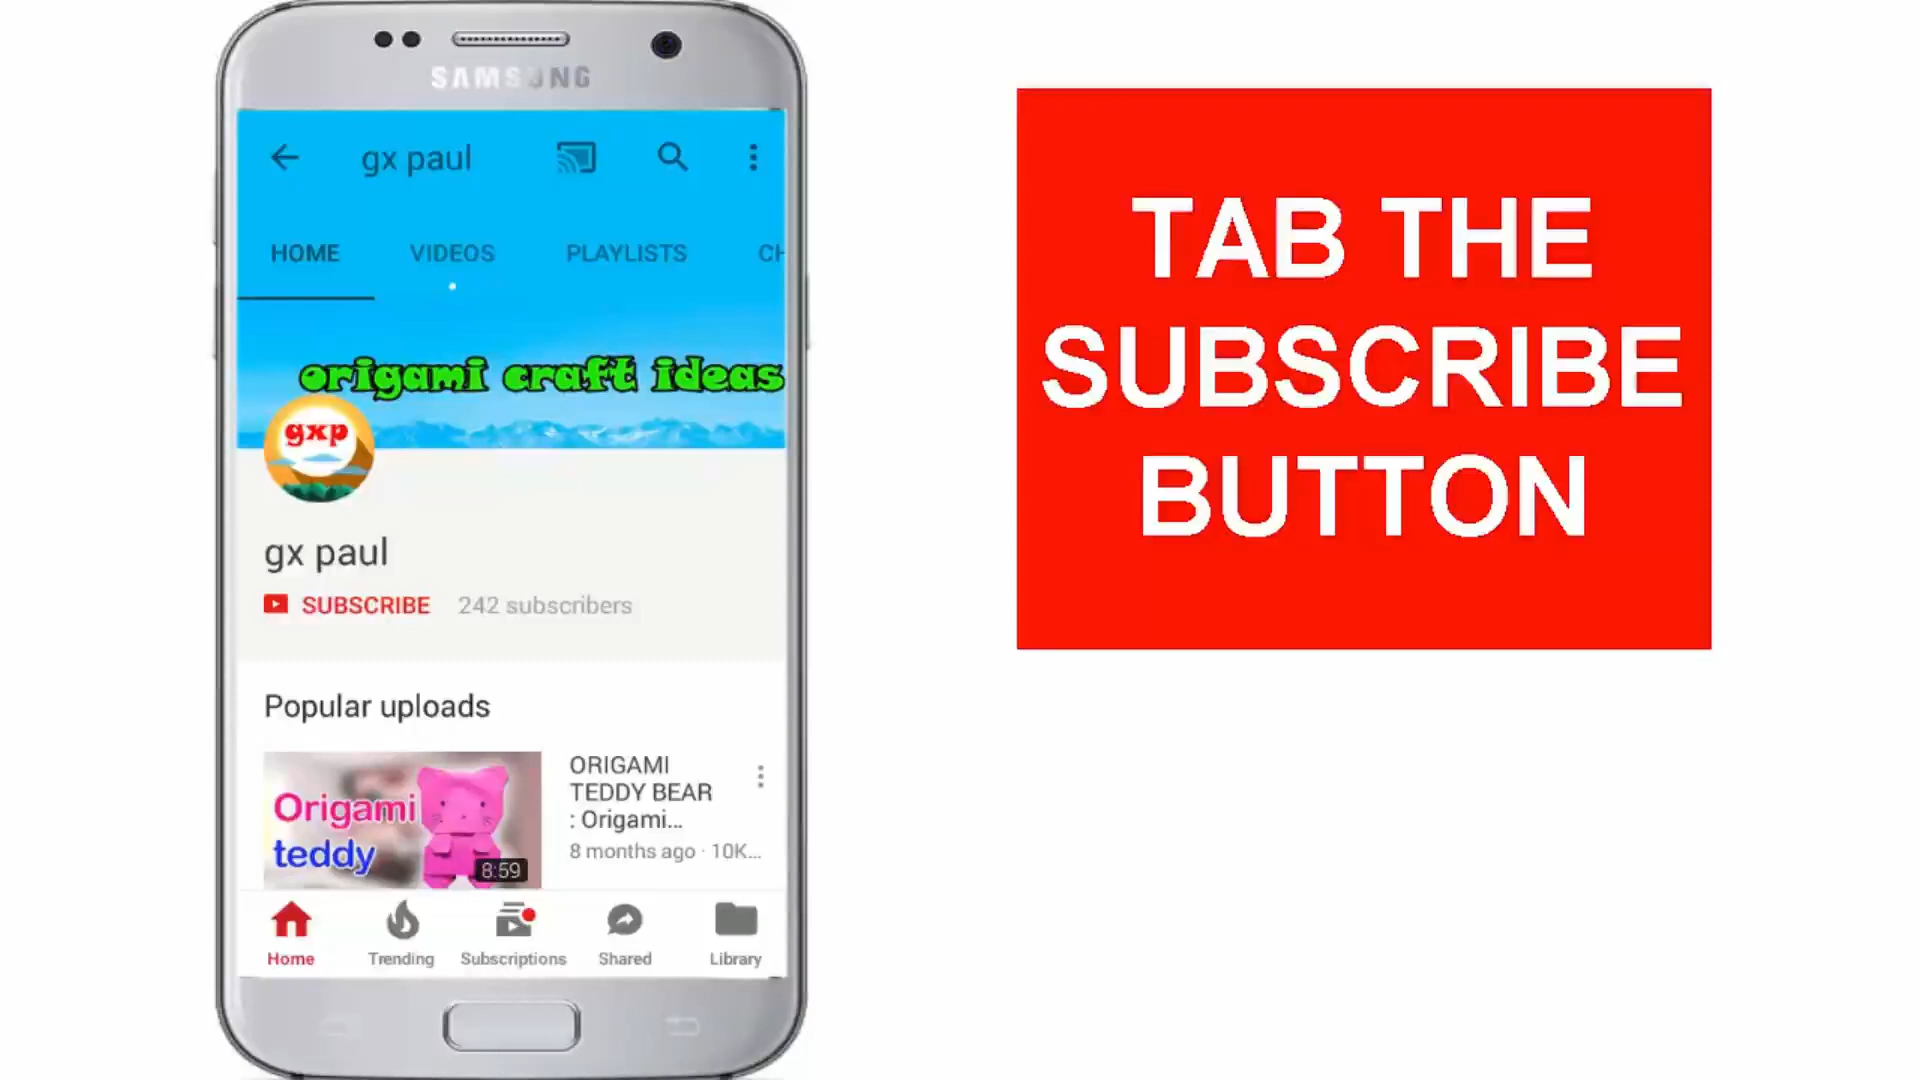 SAMSUNG
gx paul
HOME VIDEOS PLAYLISTS CH
origami craft ideas
gxp
gx paul
SUBSCRIBE 242 subscribers
Popular uploads
Origami
teddy
8:59
ORIGAMI
TEDDY BEAR
: Origami...
8 months ago · 10K...
Home Trending Subscriptions Shared Library
TAB THE
SUBSCRIBE
BUTTON